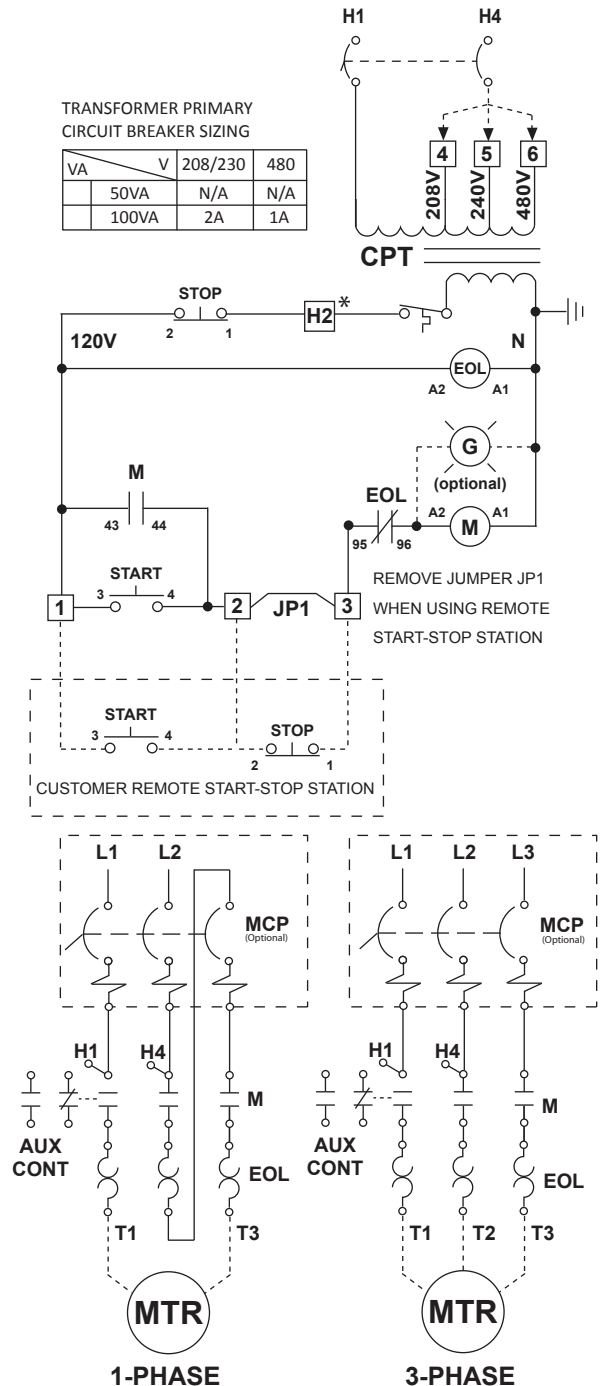 H1 H4
TRANSFORMER PRIMARY
CIRCUIT BREAKER SIZING
VA V 208/230 480
50VA N/A N/A
100VA 2A 1A
4 5 6
208V 240V 480V
CPT
STOP
2 1
H2 *
120V
N
EOL
A2 A1
G
(optional)
M
43 44
EOL
95 96
A2 M A1
START
3 4
1 2 JP1 3
REMOVE JUMPER JP1
WHEN USING REMOTE
START-STOP STATION
START
3 4
STOP
2 1
CUSTOMER REMOTE START-STOP STATION
L1 L2
MCP
(Optional)
H1 H4
M
AUX
CONT
EOL
T1 T3
MTR
1-PHASE
L1 L2 L3
MCP
(Optional)
H1 H4
M
AUX
CONT
EOL
T1 T2 T3
MTR
3-PHASE